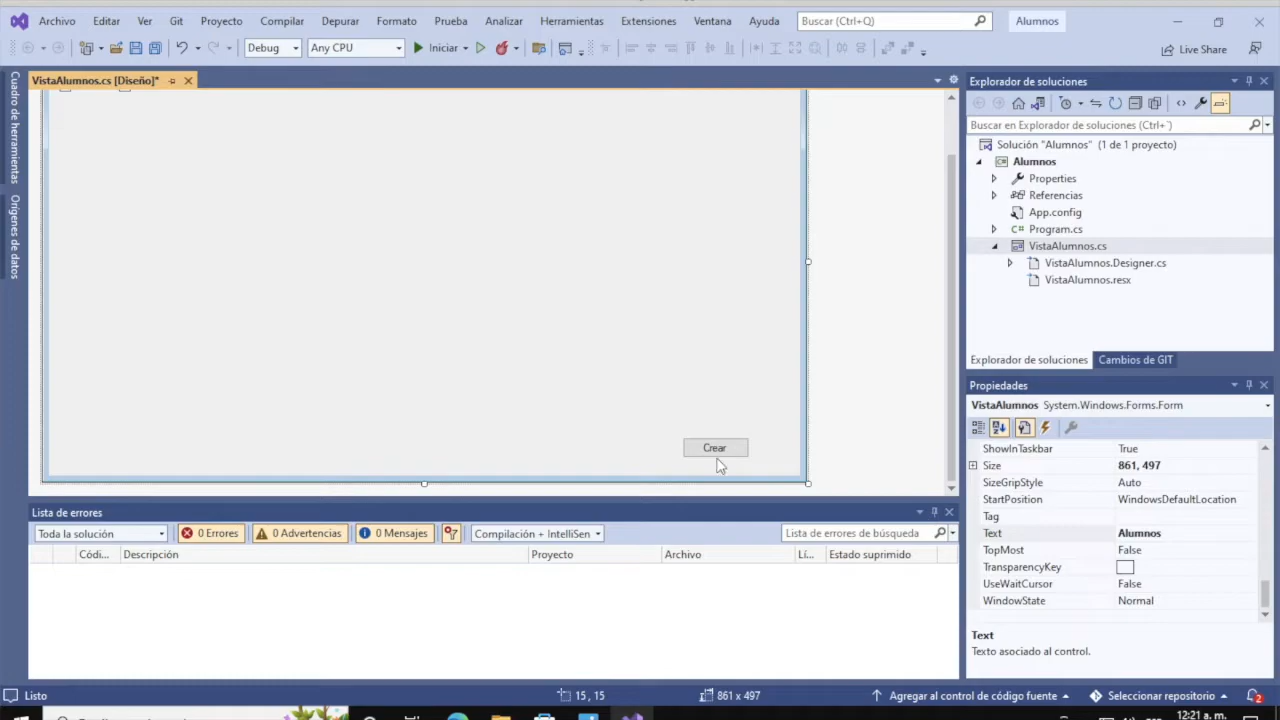 Archivo Editar Ver Git Proyecto Compilar Depurar Formato Prueba Analizar Herramientas Extensiones Ventana Ayuda Buscar (Ctrl+Q) Alumnos
Debug Any CPU Iniciar Live Share
VistaAlumnos.cs [Diseño]*
Cuadro de herramientas
Orígenes de datos
Crear
Explorador de soluciones
Buscar en Explorador de soluciones (Ctrl+`)
Solución "Alumnos" (1 de 1 proyecto)
Alumnos
Properties
Referencias
App.config
C# Program.cs
VistaAlumnos.cs
VistaAlumnos.Designer.cs
VistaAlumnos.resx
Explorador de soluciones Cambios de GIT
Propiedades
VistaAlumnos System.Windows.Forms.Form
ShowInTaskbar True
Size 861, 497
SizeGripStyle Auto
StartPosition WindowsDefaultLocation
Tag
Text Alumnos
TopMost False
TransparencyKey
UseWaitCursor False
WindowState Normal
Text
Texto asociado al control.
Lista de errores
Toda la solución 0 Errores 0 Advertencias 0 Mensajes Compilación + IntelliSen Lista de errores de búsqueda
Códi... Descripción Proyecto Archivo Lí... Estado suprimido
Listo 15 , 15 861 x 497 Agregar al control de código fuente Seleccionar repositorio 2
12:21 a. m.